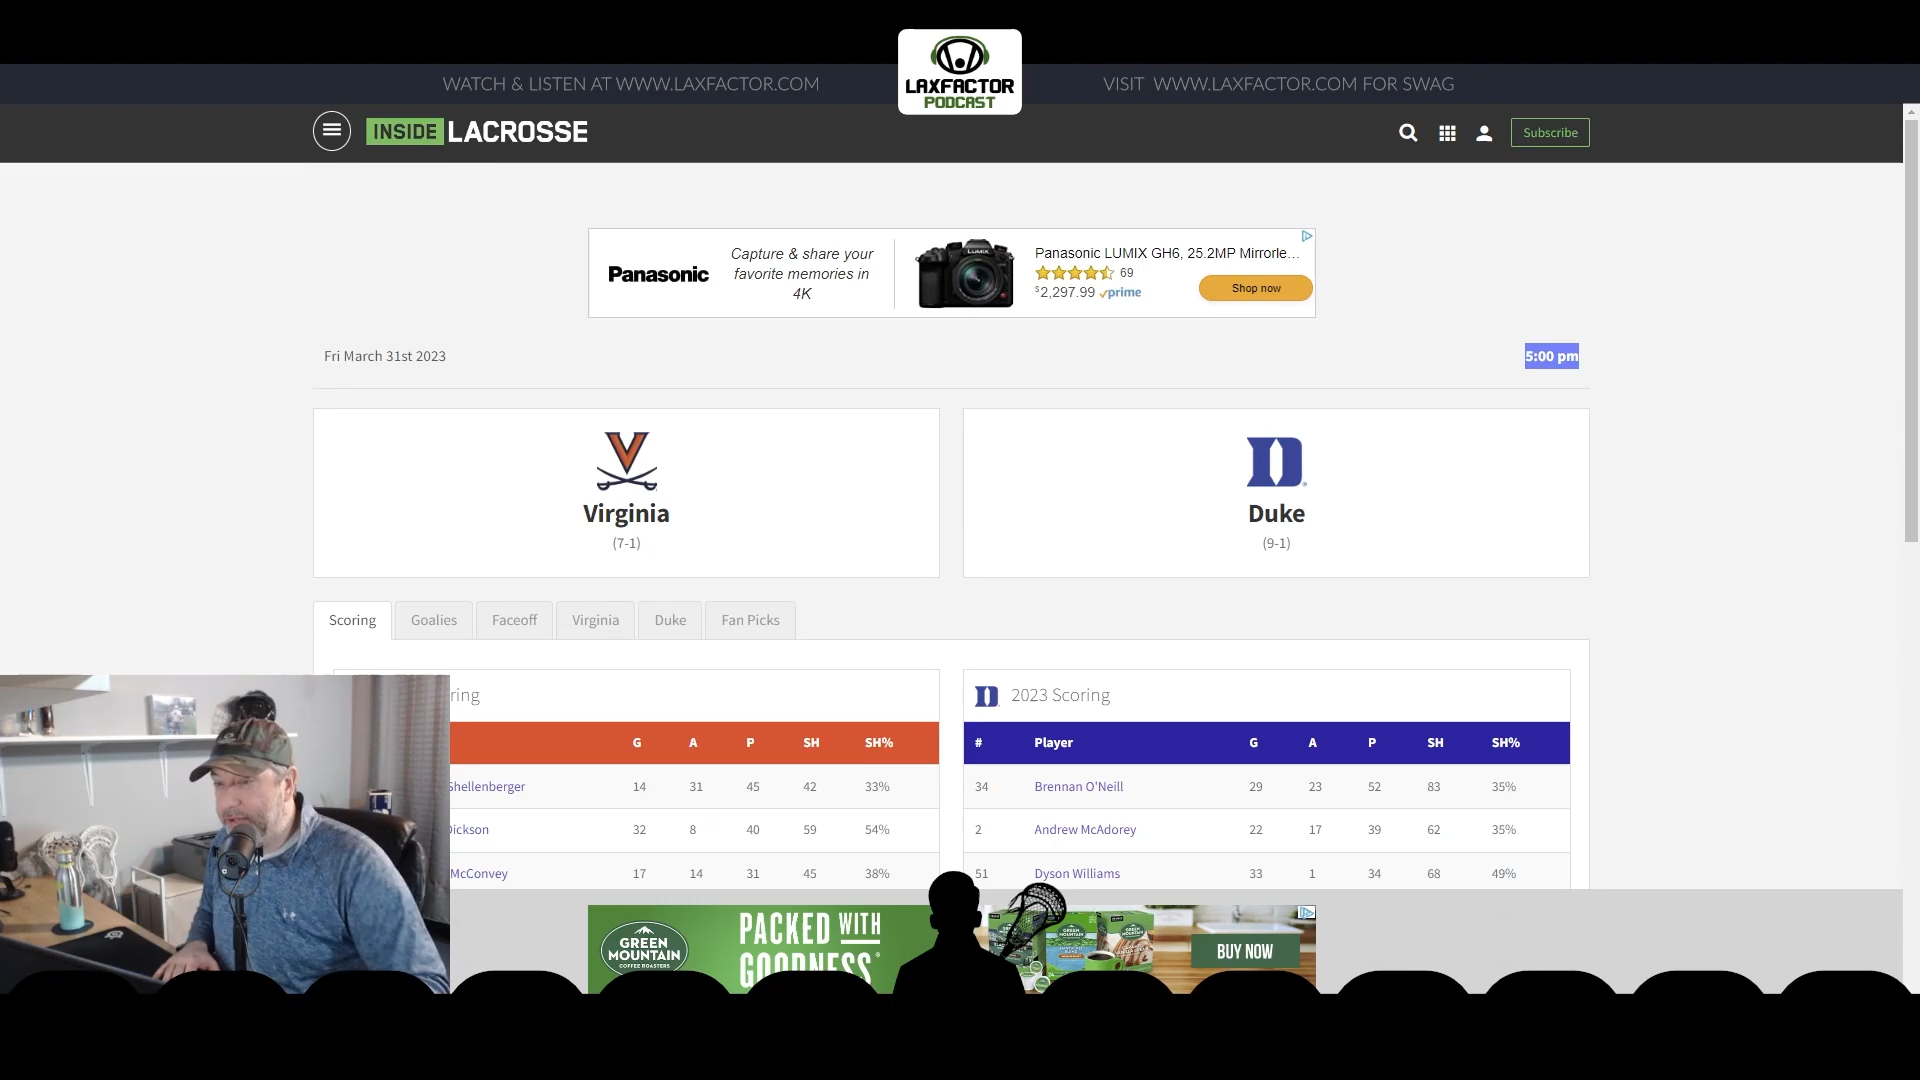 WATCH & LISTEN AT WWW.LAXFACTOR.COM
LAXFACTOR
PODCAST
VISIT WWW.LAXFACTOR.COM FOR SWAG
INSIDE LACROSSE
Subscribe
Panasonic
Capture & share your
favorite memories in
4K
LUMIX
Panasonic LUMIX GH6, 25.2MP Mirrorle...
69
$2,297.99 prime
Shop now
Fri March 31st 2023
5:00 pm
Virginia
(7-1)
Duke
(9-1)
Scoring Goalies Faceoff Virginia Duke Fan Picks
ring
G A P SH SH%
Shellenberger 14 31 45 42 33%
Dickson 32 8 40 59 54%
McConvey 17 14 31 45 38%
2023 Scoring
# Player G A P SH SH%
34 Brennan O'Neill 29 23 52 83 35%
2 Andrew McAdorey 22 17 39 62 35%
51 Dyson Williams 33 1 34 68 49%
GREEN
MOUNTAIN
COFFEE ROASTERS
PACKED WITH
GOODNESS
BUY NOW